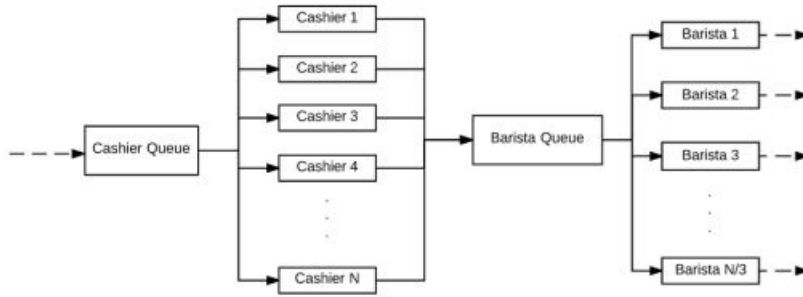 Cashier Queue
Cashier 1
Cashier 2
Cashier 3
Cashier 4
Cashier N
Barista Queue
Barista 1
Barista 2
Barista 3
Barista N/3